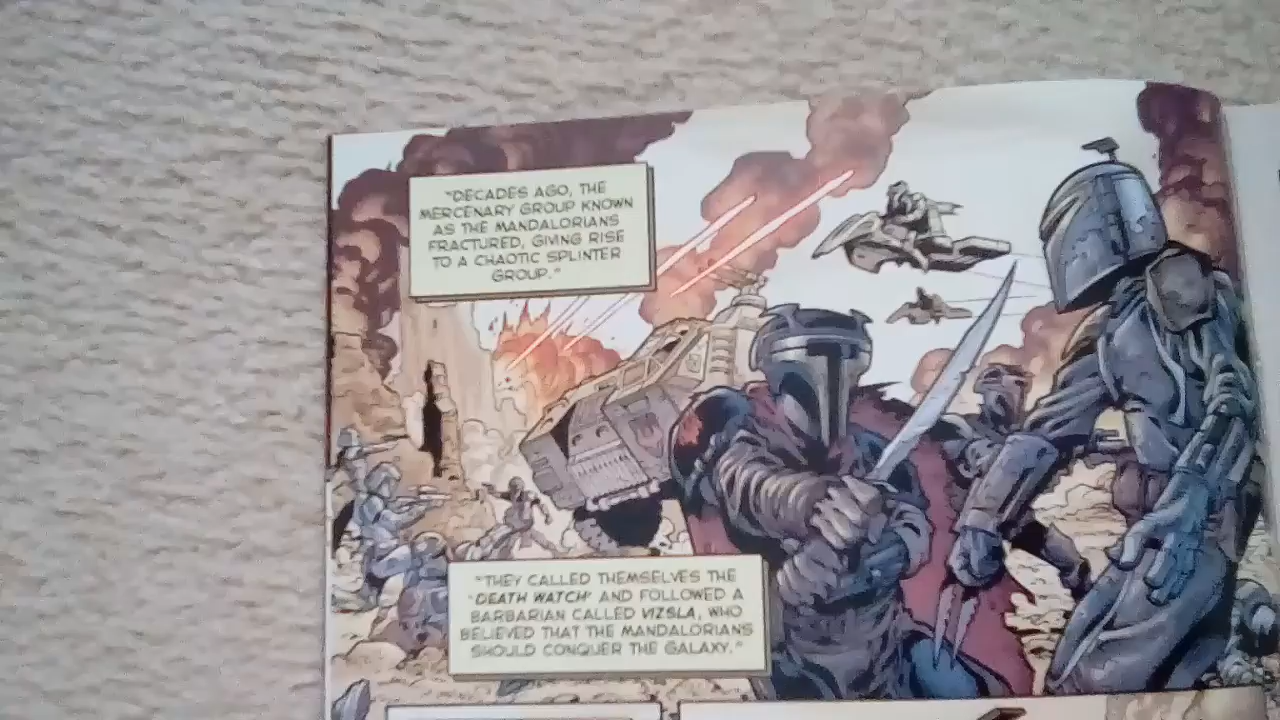 "DECADES AGO, THE
MERCENARY GROUP KNOWN
AS THE MANDALORIANS
FRACTURED, GIVING RISE
TO A CHAOTIC SPLINTER
GROUP."
"THEY CALLED THEMSELVES THE
'DEATH WATCH' AND FOLLOWED A
BARBARIAN CALLED VIZSLA, WHO
BELIEVED THAT THE MANDALORIANS
SHOULD CONQUER THE GALAXY."